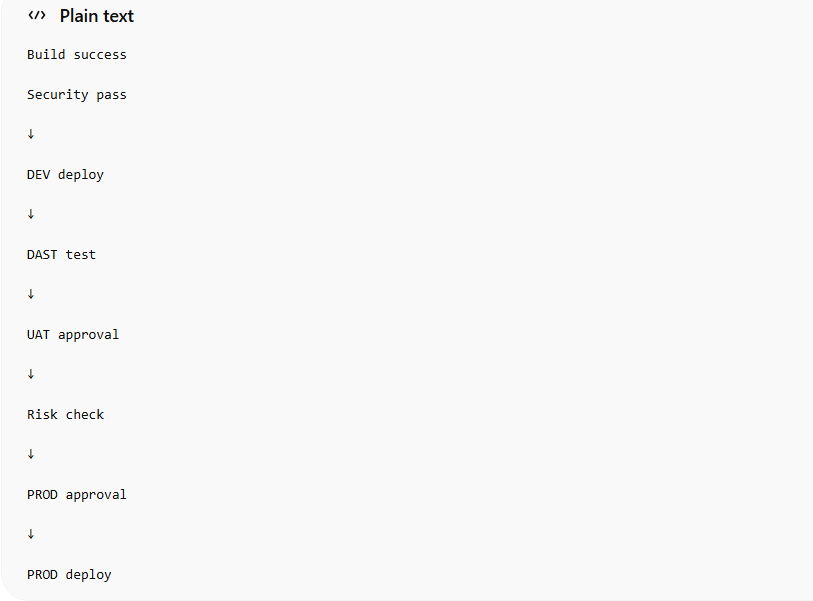 </> Plain text
Build success
Security pass
↓
DEV deploy
↓
DAST test
↓
UAT approval
↓
Risk check
↓
PROD approval
↓
PROD deploy